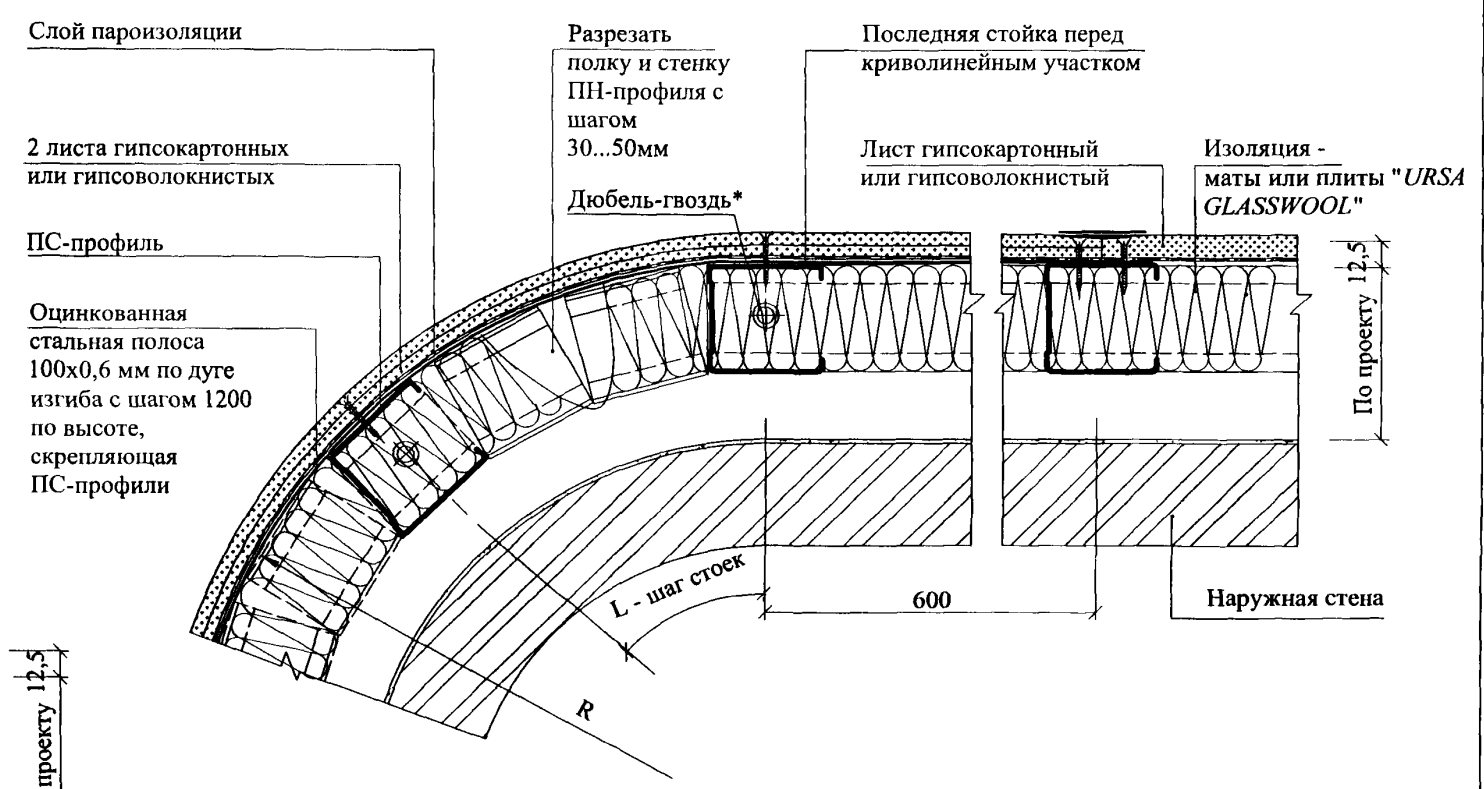 Слой пароизоляции
Разрезать
полку и стенку
ПН-профиля с
шагом
30...50мм
Последняя стойка перед
криволинейным участком
2 листа гипсокартонных
или гипсоволокнистых
Дюбель-гвоздь*
Лист гипсокартонный
или гипсоволокнистый
Изоляция -
маты или плиты "URSA
GLASSWOOL"
ПС-профиль
Оцинкованная
стальная полоса
100х0,6 мм по дуге
изгиба с шагом 1200
по высоте,
скрепляющая
ПС-профили
12,5
По проекту
L - шаг стоек
600
Наружная стена
R
12,5
проекту